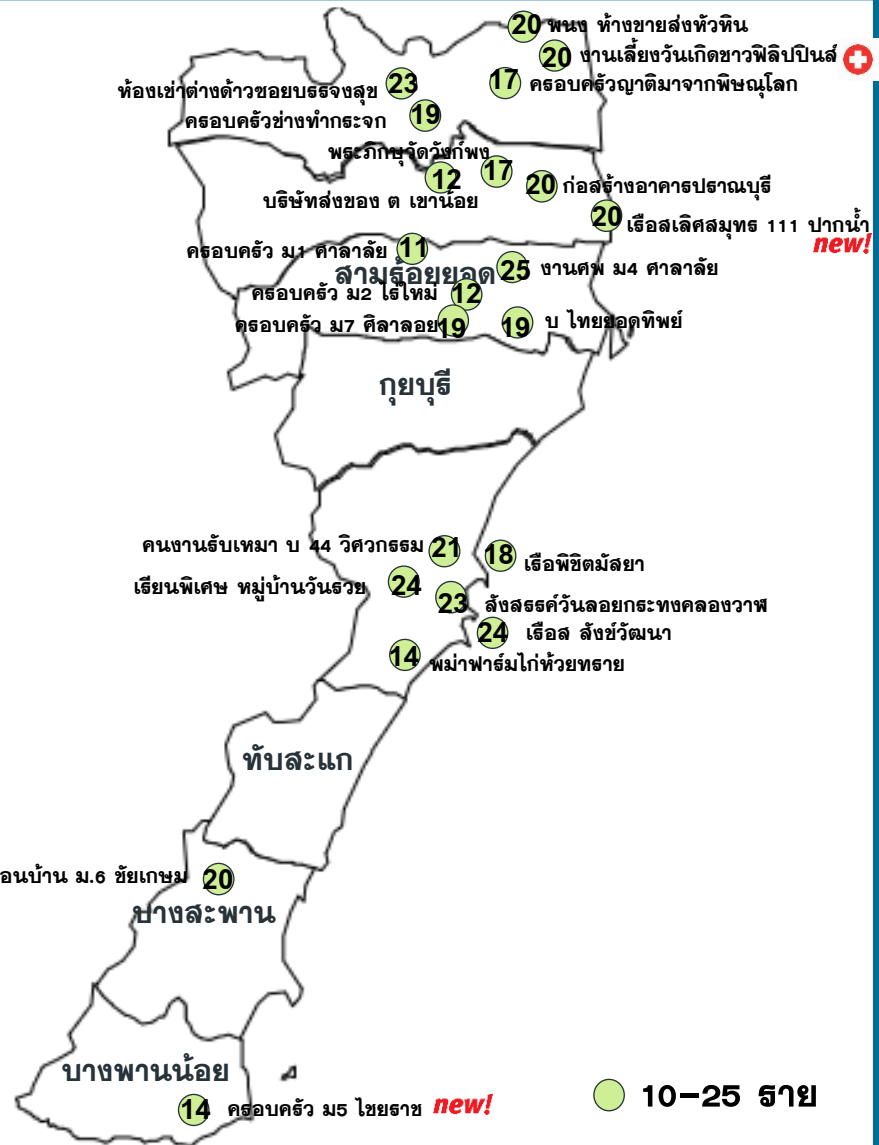 20 พนง ห้างขายส่งหัวหิน
20 งานเลี้ยงวันเกิดชาวฟิลิปปินส์
ห้องเช่าต่างด้าวซอยบรรจงสุข 23
17 ครอบครัวญาติมาจากพิษณุโลก
ครอบครัวช่างทำกระจก 19
พระภิกษุวัดวังก์พง 17
บริษัทส่งของ ต เขาน้อย 12
20 ก่อสร้างอาคารปราณบุรี
20 เรือสเลิศสมุทร 111 ปากน้ำ
new!
ครอบครัว ม1 ศาลาลัย 11
สามร้อยยอด
25 งานศพ ม4 ศาลาลัย
ครอบครัว ม2 ไร่ใหม่ 12
ครอบครัว ม7 ศิลาลอย 19
19 บ ไทยยอดทิพย์
กุยบุรี
คนงานรับเหมา บ 44 วิศวกรรม 21
18 เรือพิชิตมัสยา
เรียนพิเศษ หมู่บ้านวันรวย 24
23 สังสรรค์วันลอยกระทงคลองวาฬ
24 เรือส สังข์วัฒนา
14 พม่าฟาร์มไก่ห้วยทราย
ทับสะแก
อนบ้าน ม.6 ชัยเกษม 20
บางสะพาน
บางพานน้อย
14 ครอบครัว ม5 ไชยราช new!
10-25 ราย